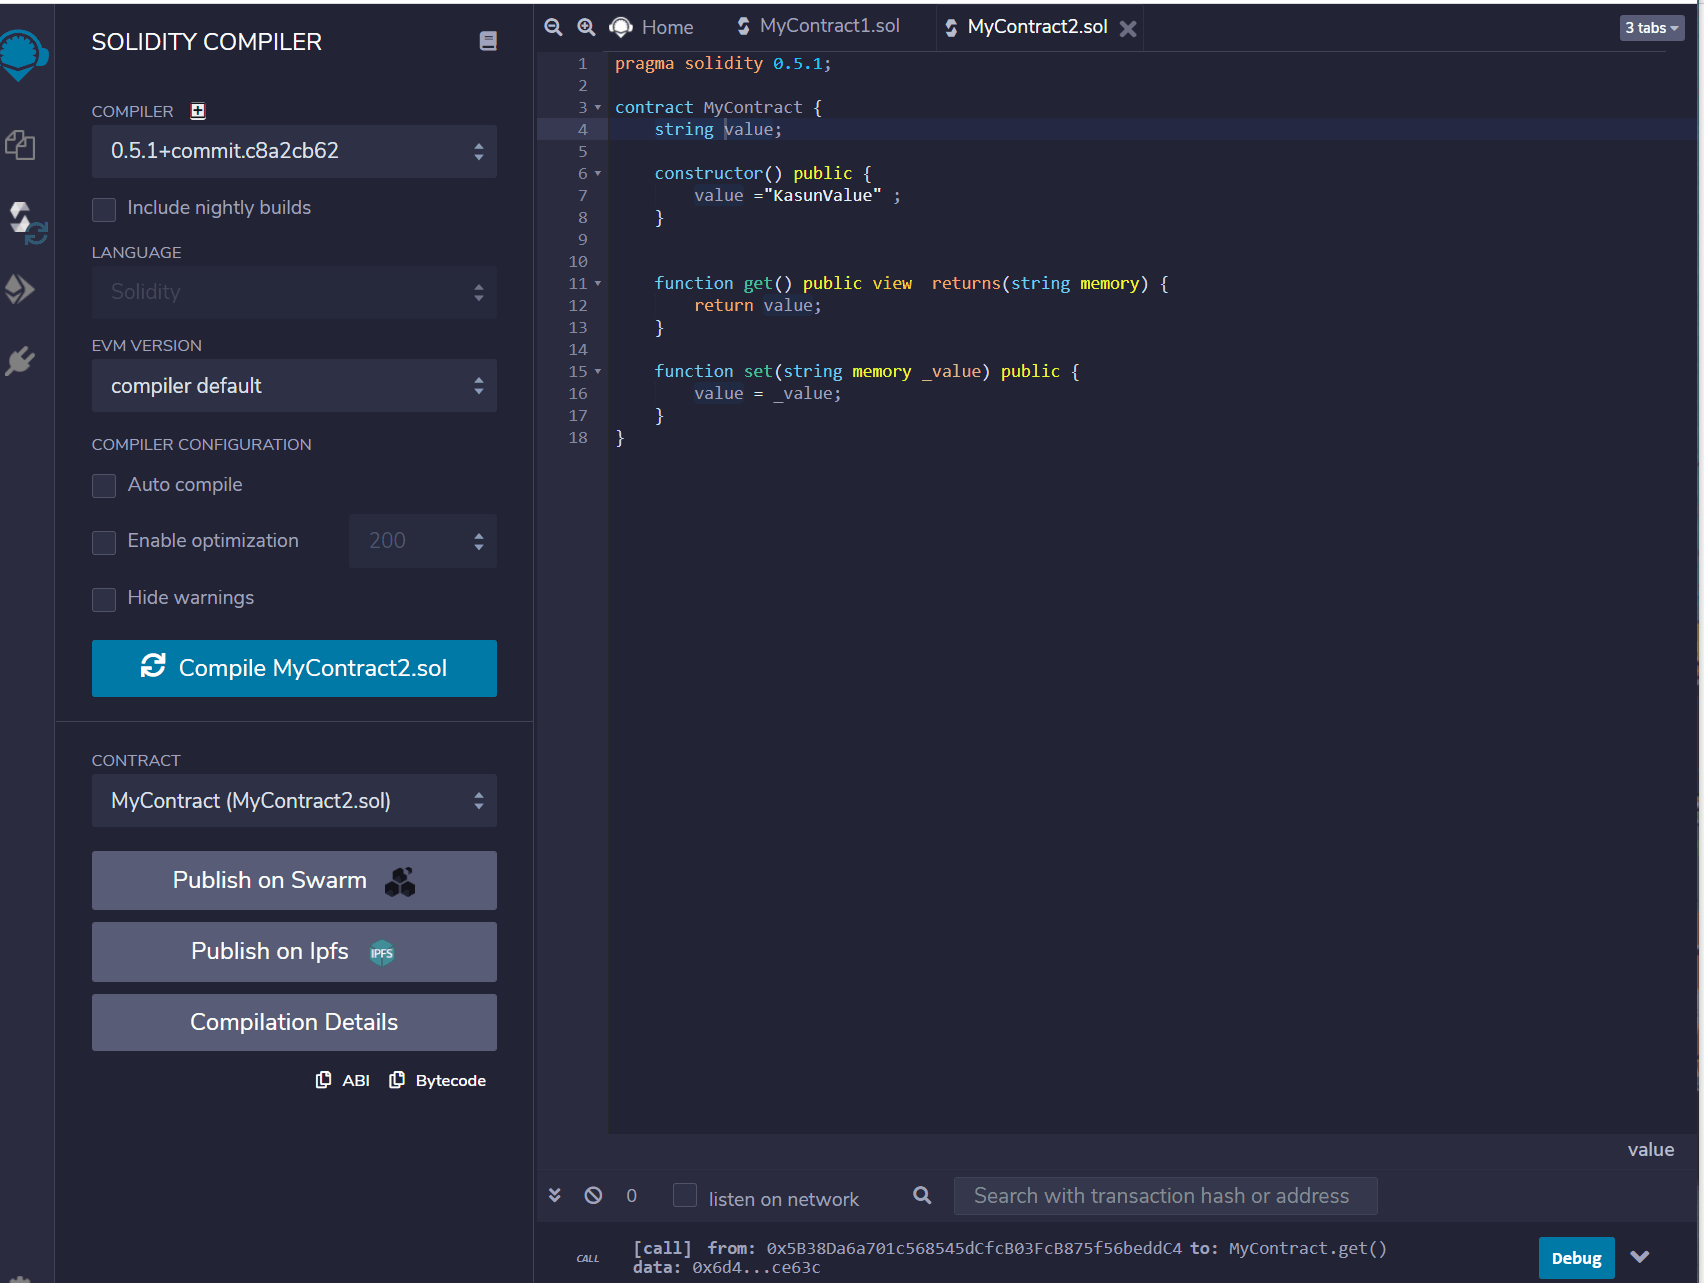 SOLIDITY COMPILER
COMPILER
0.5.1+commit.c8a2cb62
Include nightly builds
LANGUAGE
Solidity
EVM VERSION
compiler default
COMPILER CONFIGURATION
Auto compile
Enable optimization 200
Hide warnings
Compile MyContract2.sol
CONTRACT
MyContract (MyContract2.sol)
Publish on Swarm
Publish on Ipfs IPFS
Compilation Details
ABI Bytecode
Home MyContract1.sol MyContract2.sol 3 tabs
1 pragma solidity 0.5.1;
2
3 contract MyContract {
4     string value;
5
6     constructor() public {
7         value ="KasunValue" ;
8     }
9
10
11     function get() public view  returns(string memory) {
12         return value;
13     }
14
15     function set(string memory _value) public {
16         value = _value;
17     }
18 }
value
0 listen on network Search with transaction hash or address
CALL [call] from: 0x5B38Da6a701c568545dCfcB03FcB875f56beddC4 to: MyContract.get()
data: 0x6d4...ce63c
Debug